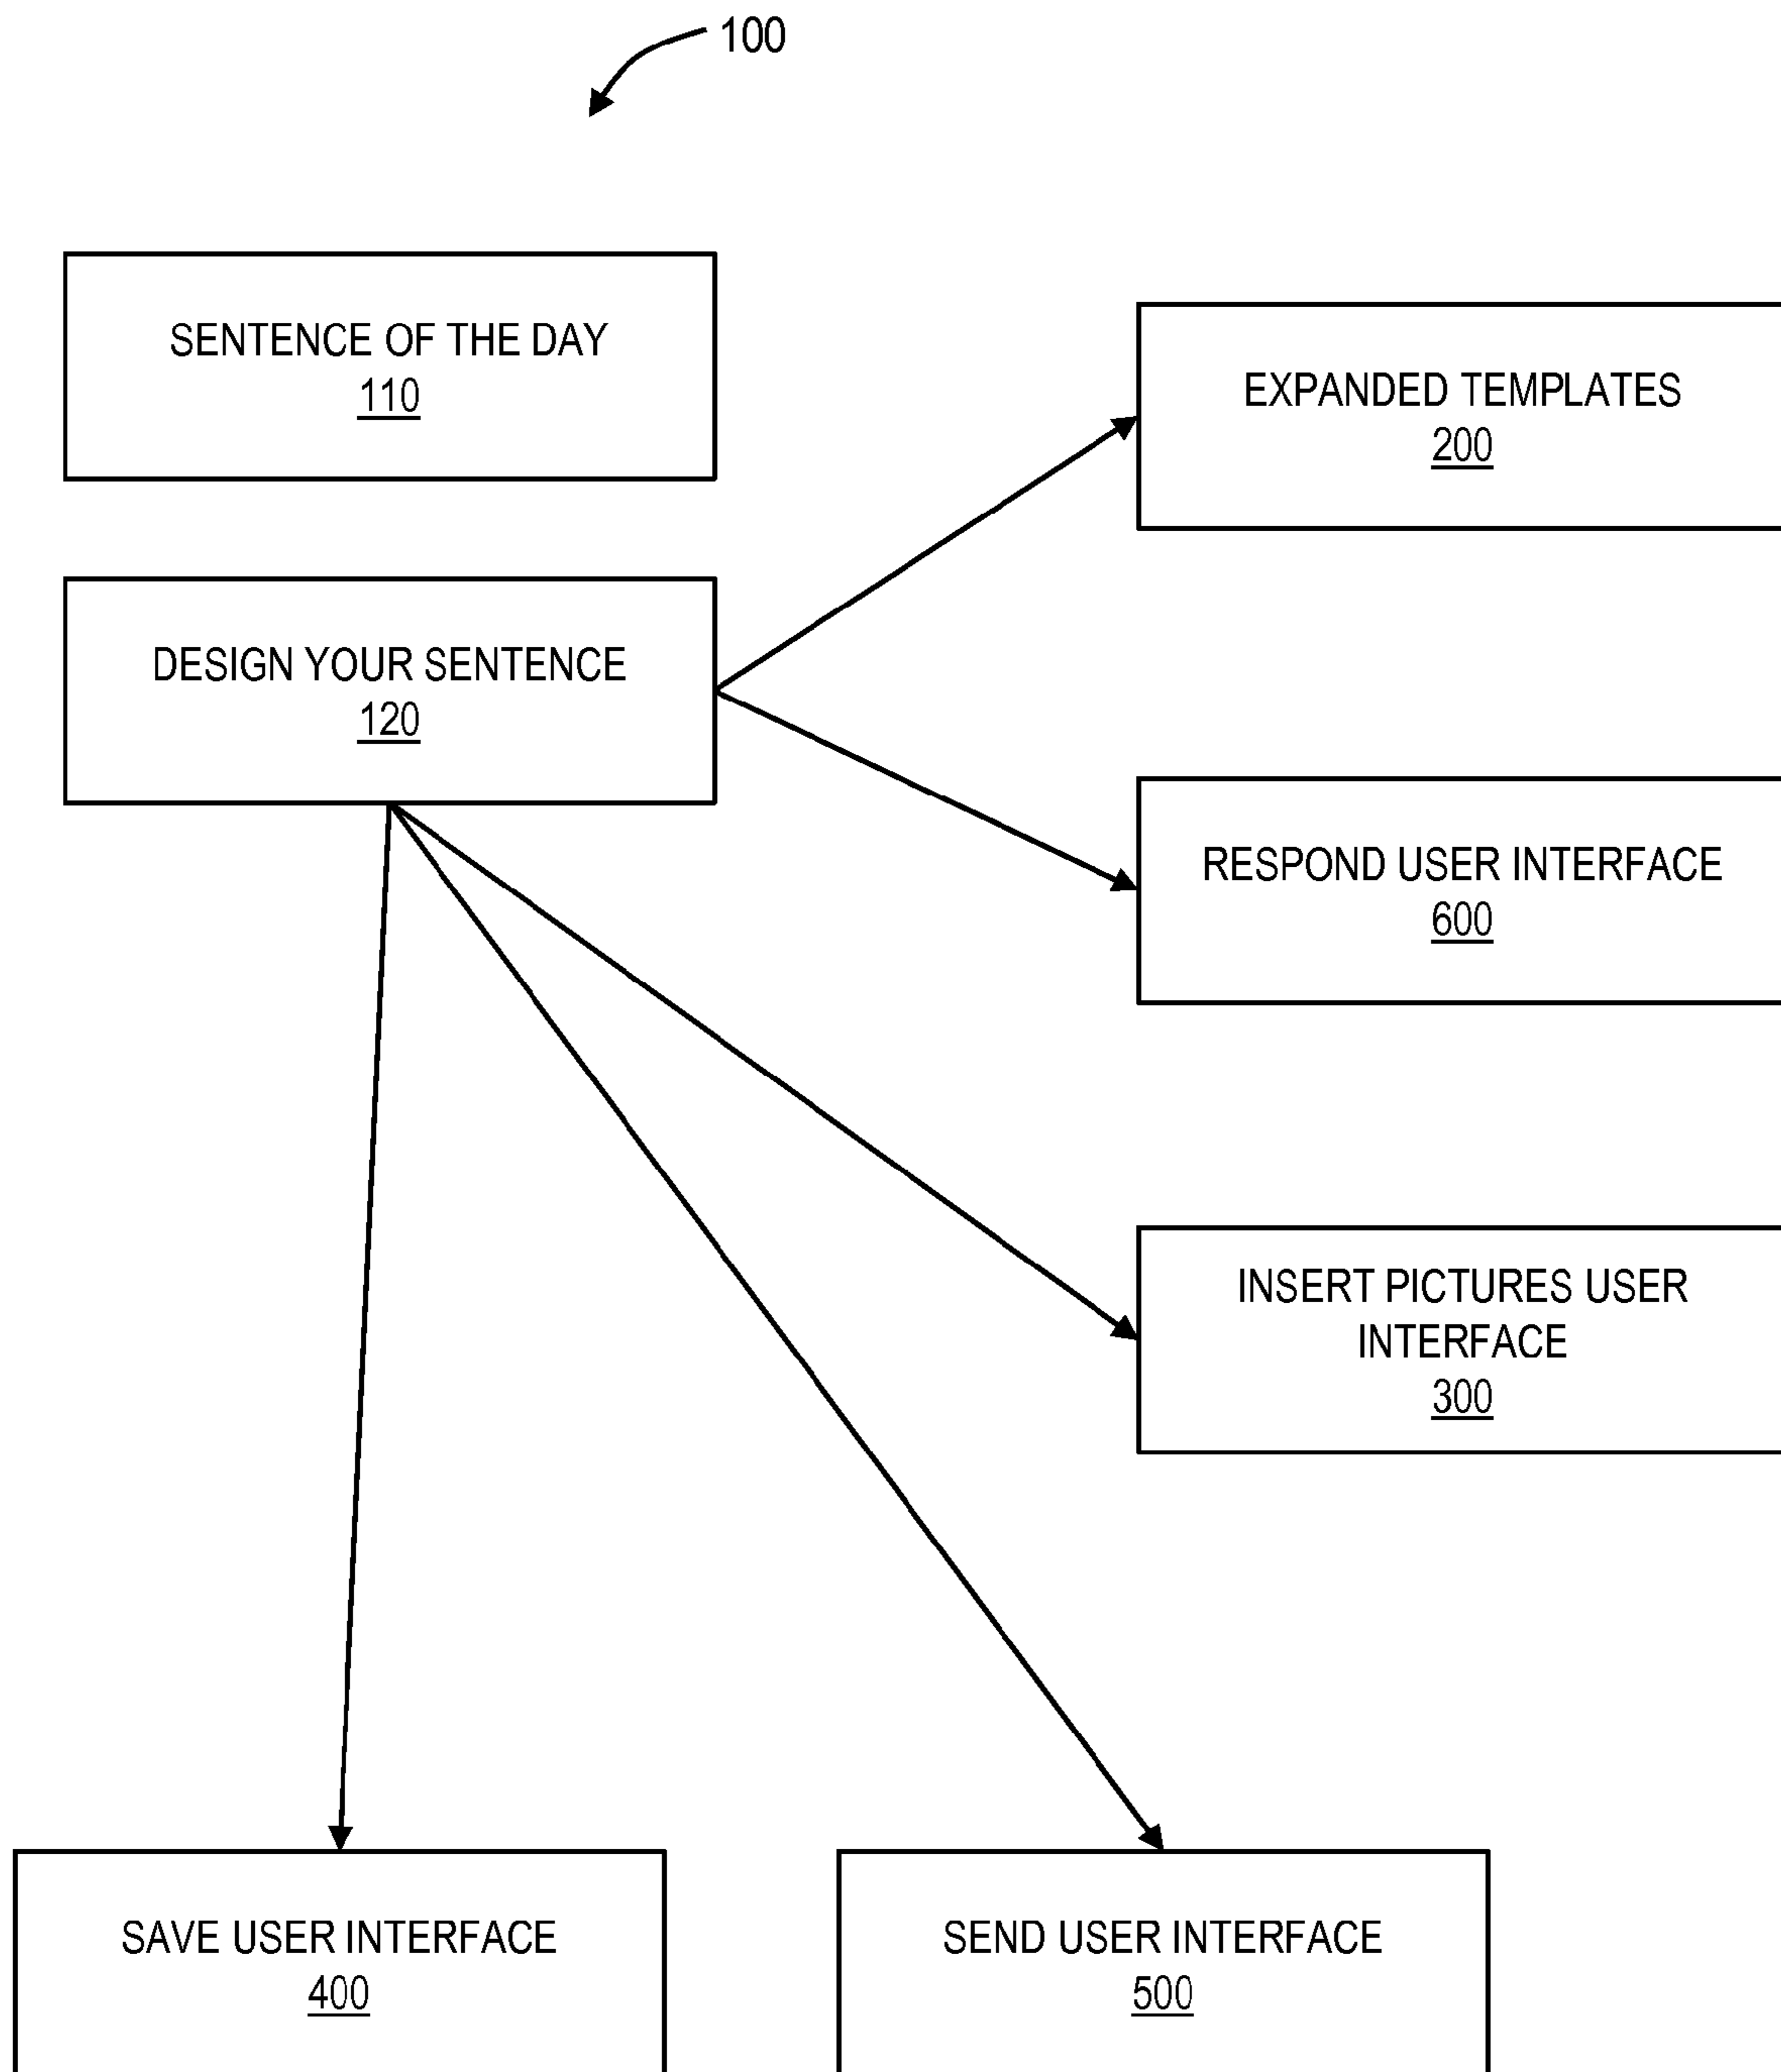 100
SENTENCE OF THE DAY
110
EXPANDED TEMPLATES
200
DESIGN YOUR SENTENCE
120
RESPOND USER INTERFACE
600
INSERT PICTURES USER
INTERFACE
300
SAVE USER INTERFACE
400
SEND USER INTERFACE
500